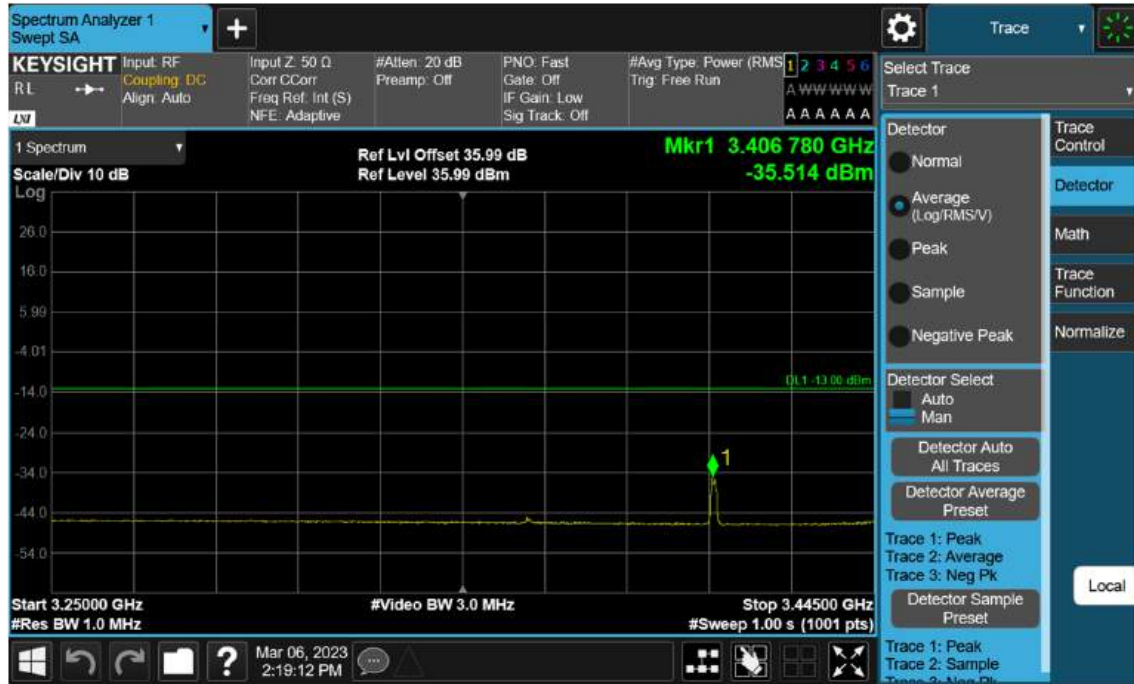 Spectrum Analyzer 1
Swept SA
+
Trace
KEYSIGHT
RL
LXI
Input: RF
Coupling: DC
Align: Auto
Input Z: 50 Ω
Corr CCorr
Freq Ref: Int (S)
NFE: Adaptive
#Atten: 20 dB
Preamp: Off
PNO: Fast
Gate: Off
IF Gain: Low
Sig Track: Off
#Avg Type: Power (RMS
Trig: Free Run
1 2 3 4 5 6
A W W W W W
A A A A A A
Select Trace
Trace 1
1 Spectrum
Scale/Div 10 dB
Log
Ref Lvl Offset 35.99 dB
Ref Level 35.99 dBm
Mkr1 3.406 780 GHz
-35.514 dBm
26.0
16.0
5.99
-4.01
-14.0
-24.0
-34.0
-44.0
-54.0
DL1 -13.00 dBm
1
Start 3.25000 GHz
#Res BW 1.0 MHz
#Video BW 3.0 MHz
Stop 3.44500 GHz
#Sweep 1.00 s (1001 pts)
Detector
Normal
Average
(Log/RMS/V)
Peak
Sample
Negative Peak
Detector Select
Auto
Man
Detector Auto
All Traces
Detector Average
Preset
Trace 1: Peak
Trace 2: Average
Trace 3: Neg Pk
Detector Sample
Preset
Trace 1: Peak
Trace 2: Sample
Trace 3: Neg Pk
Trace
Control
Detector
Math
Trace
Function
Normalize
Local
?
Mar 06, 2023
2:19:12 PM